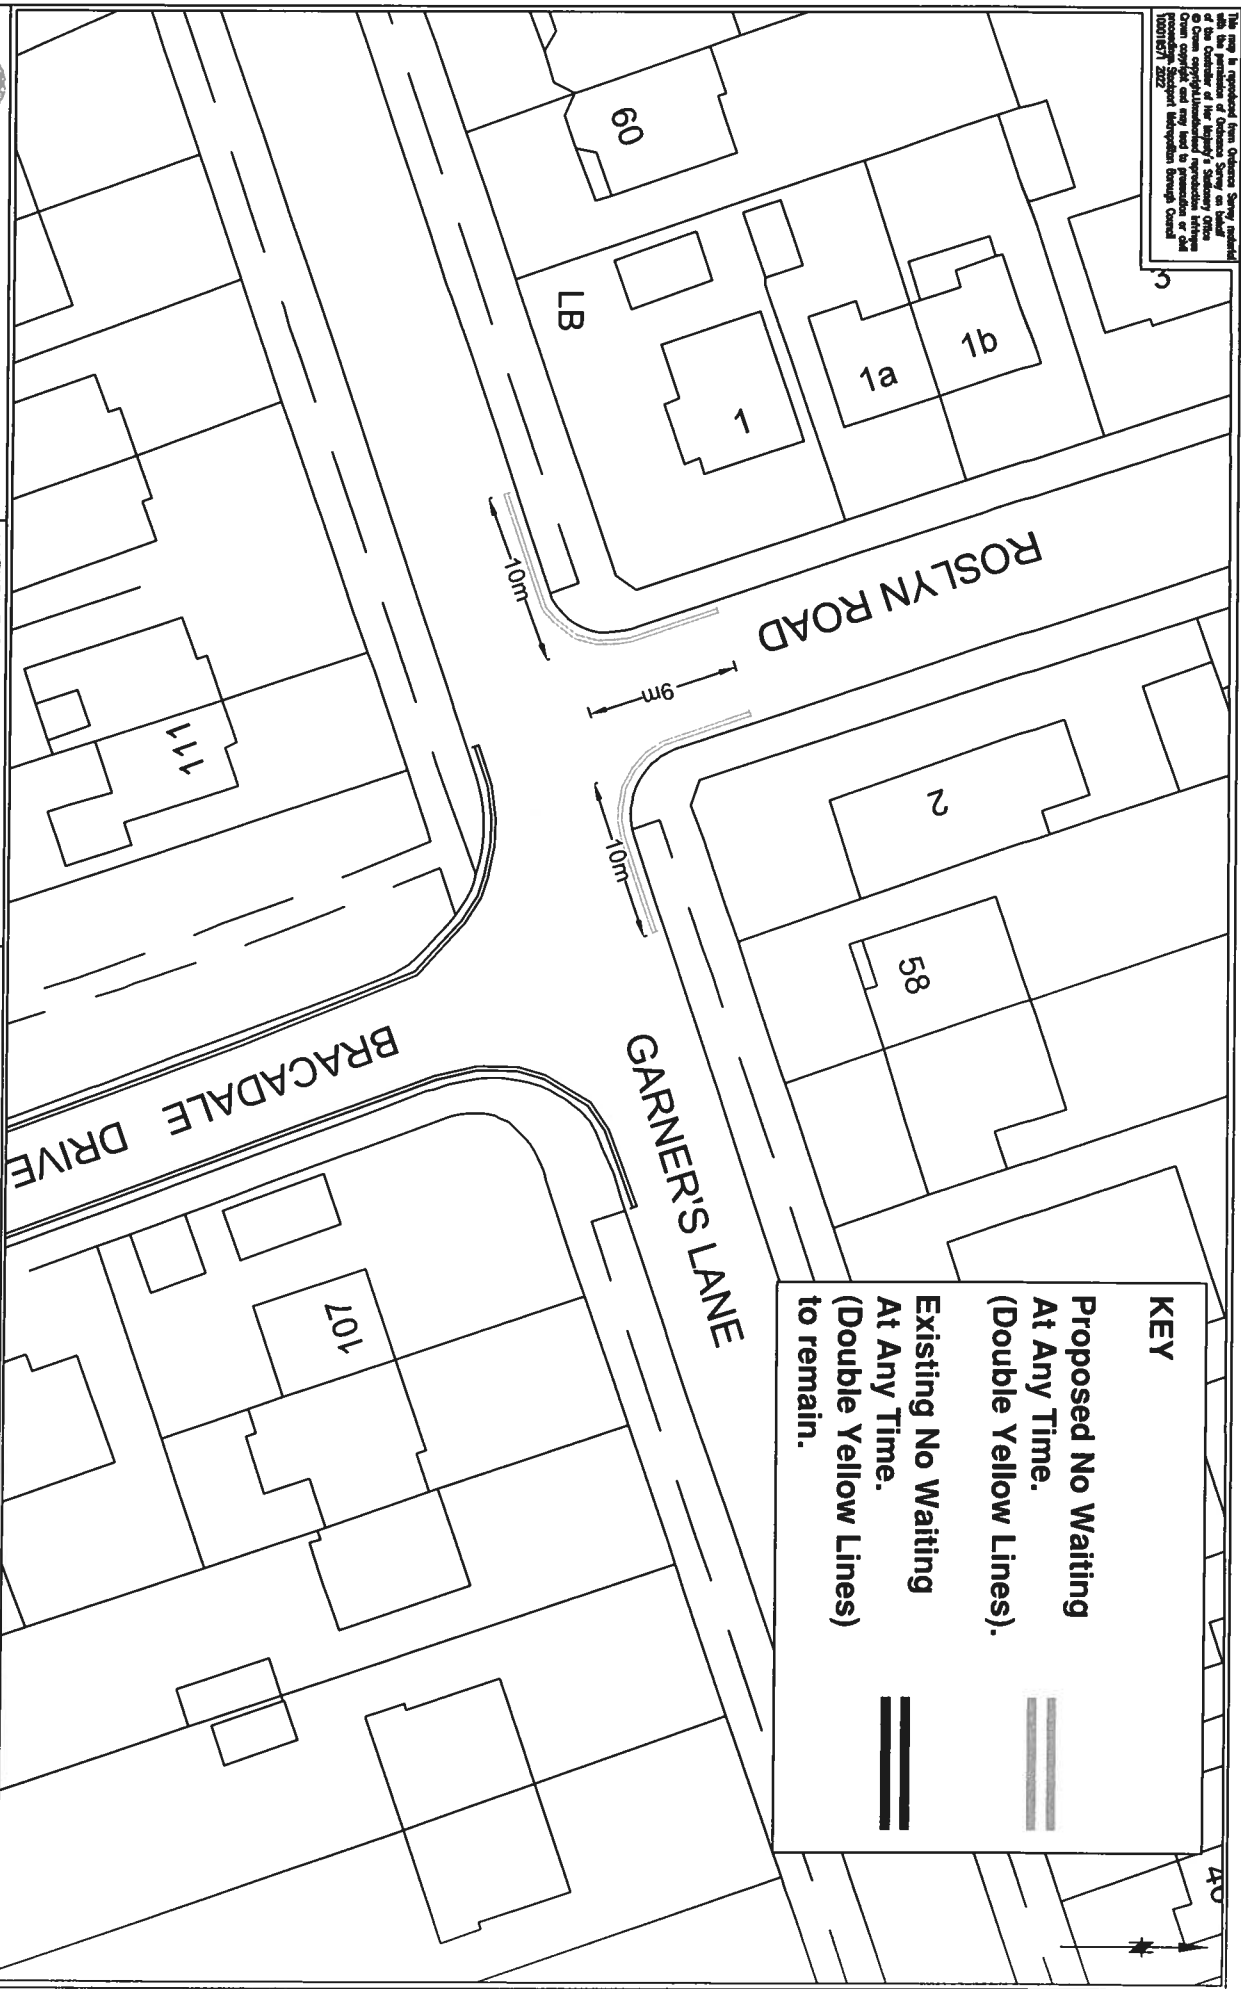 This map is reproduced from Ordnance Survey material
with the permission of Ordnance Survey on behalf
of the Controller of Her Majesty's Stationery Office
© Crown copyright.Unauthorised reproduction infringes
Crown copyright and may lead to prosecution or civil
proceedings. Stockport Metropolitan Borough Council
100019571 2022
3
60
LB
1
1a
1b
ROSLYN ROAD
10m
9m
10m
2
58
111
GARNER'S LANE
BRACADALE DRIVE
107
40
KEY
Proposed No Waiting
At Any Time.
(Double Yellow Lines).
Existing No Waiting
At Any Time.
(Double Yellow Lines)
to remain.